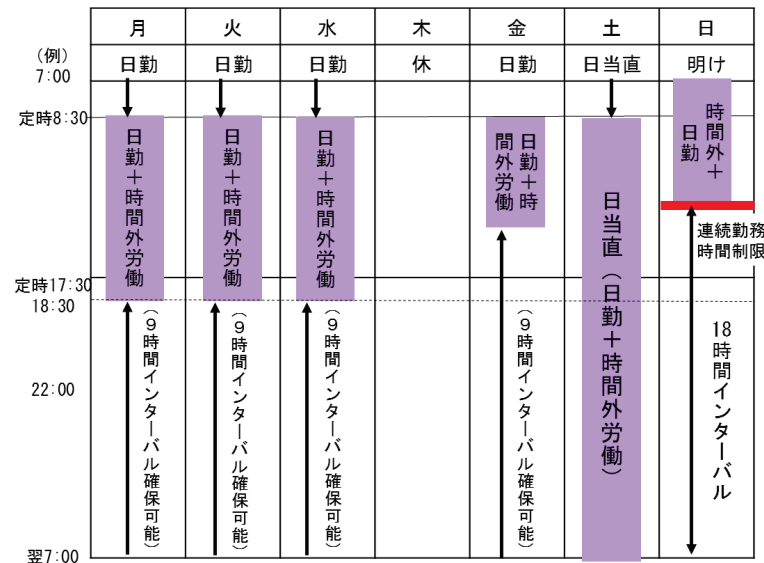 月 火 水 木 金 土 日
日勤 日勤 日勤 休 日勤 日当直 明け
(例)
7:00
定時8:30
定時17:30
18:30
22:00
翌7:00
日勤＋時間外労働
(９時間インターバル確保可能)
日勤＋時間外労働
(９時間インターバル確保可能)
日勤＋時間外労働
(９時間インターバル確保可能)
日勤＋時
間外労働
(９時間インターバル確保可能)
日当直(日勤＋時間外労働)
時間外＋
日勤
連続勤務
時間制限
18時間インターバル